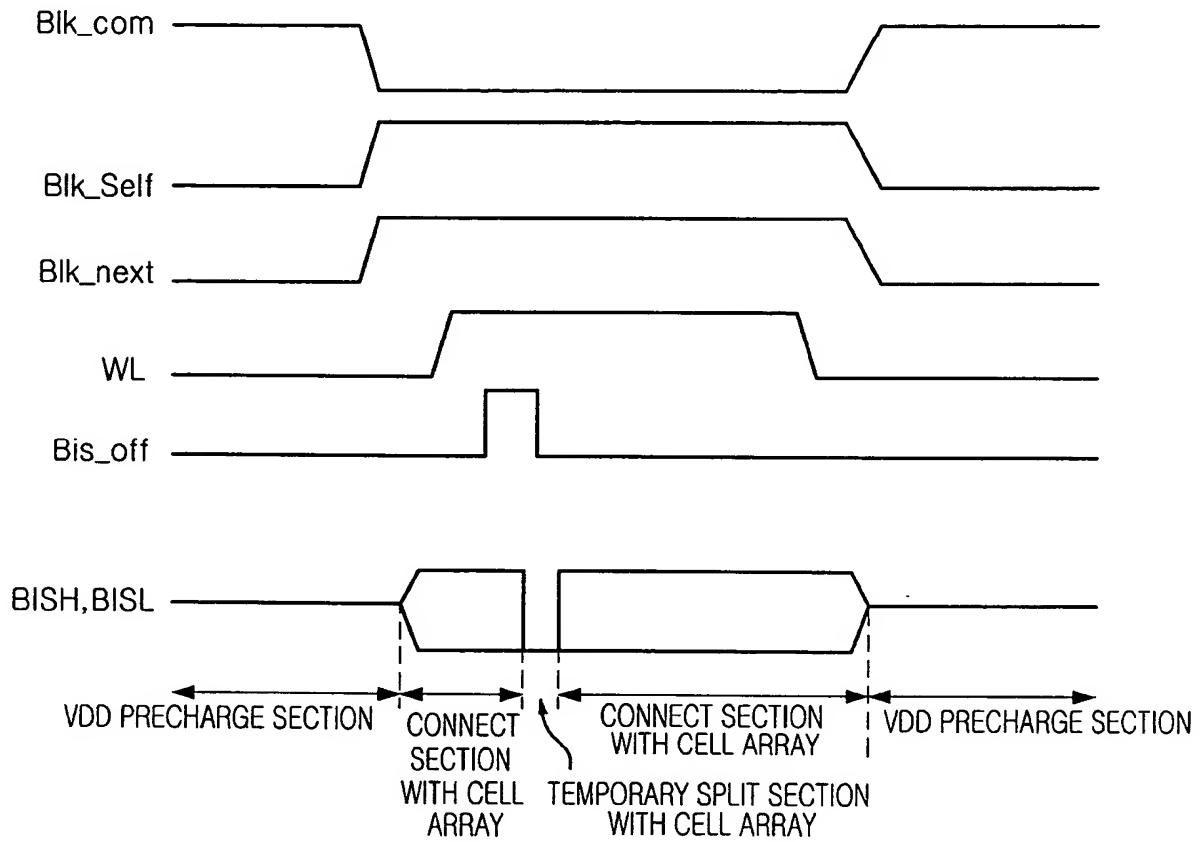 Blk_com
Blk_Self
Blk_next
WL
Bis_off
BISH,BISL
VDD PRECHARGE SECTION
CONNECT
SECTION
WITH CELL
ARRAY
TEMPORARY SPLIT SECTION
WITH CELL ARRAY
CONNECT SECTION
WITH CELL ARRAY
VDD PRECHARGE SECTION